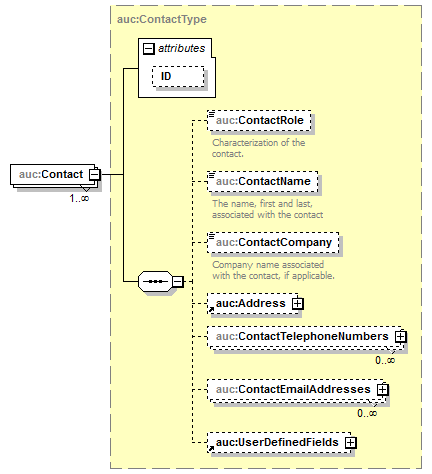 auc:ContactType
attributes
ID
auc:ContactRole
Characterization of the
contact.
auc:Contact
1..∞
auc:ContactName
The name, first and last,
associated with the contact
auc:ContactCompany
Company name associated
with the contact, if applicable.
auc:Address
auc:ContactTelephoneNumbers
0..∞
auc:ContactEmailAddresses
0..∞
auc:UserDefinedFields